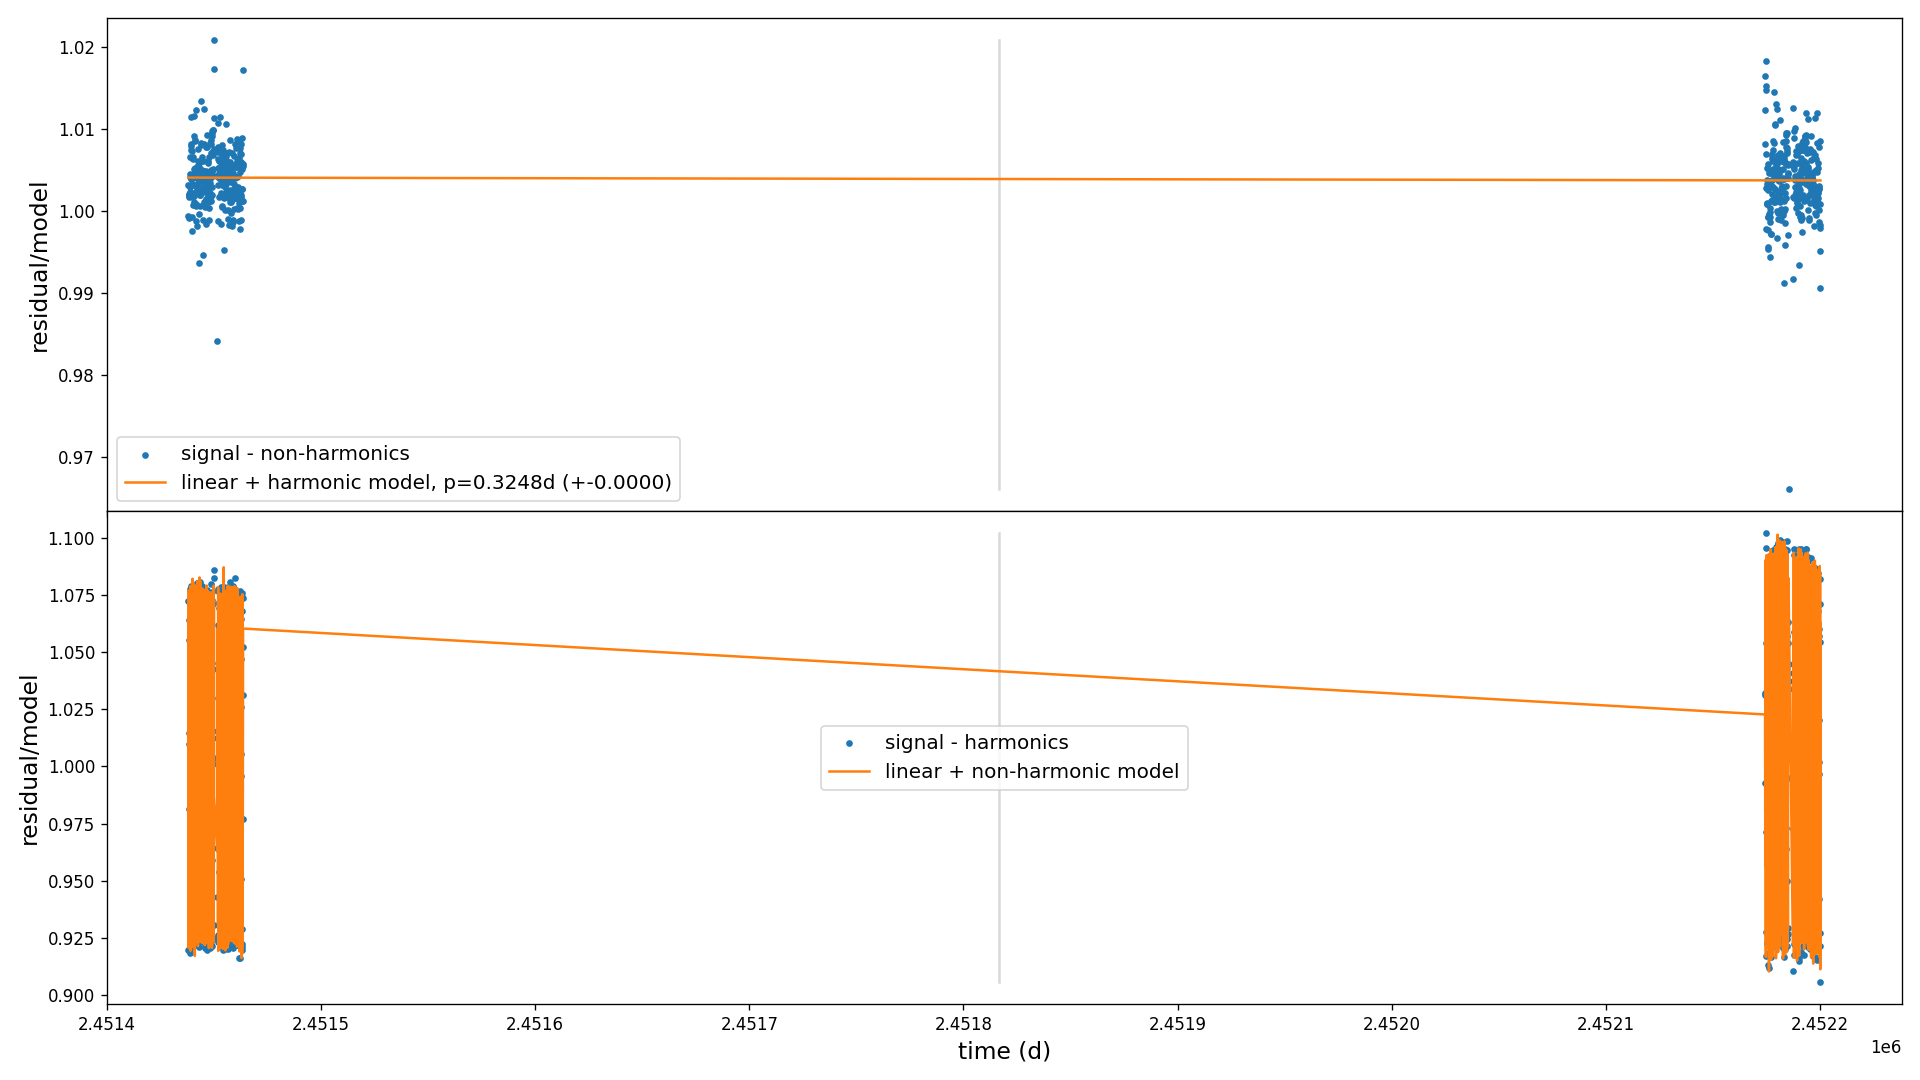 1.02
1.01
1.00
0.99
0.98
0.97
residual/model
signal - non-harmonics
linear + harmonic model, p=0.3248d (+-0.0000)
1.100
1.075
1.050
1.025
1.000
0.975
0.950
0.925
0.900
residual/model
signal - harmonics
linear + non-harmonic model
2.4514 2.4515 2.4516 2.4517 2.4518 2.4519 2.4520 2.4521 2.4522
1e6
time (d)